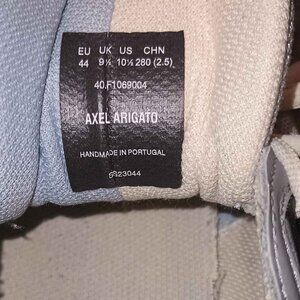 EU UK US CHN
44 9½ 10½ 280 (2.5)
40.F1069004
AXEL ARIGATO
HANDMADE IN PORTUGAL